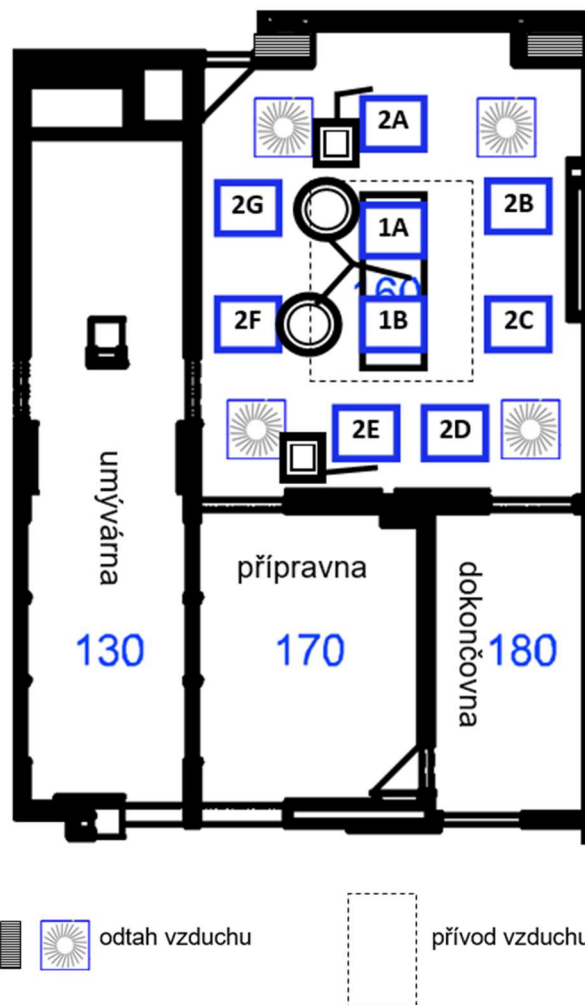 2A
2G
1A
2B
160
2F
1B
2C
2E
2D
umývárna
přípravna
dokončovna
130
170
180
odtah vzduchu
přívod vzduchu